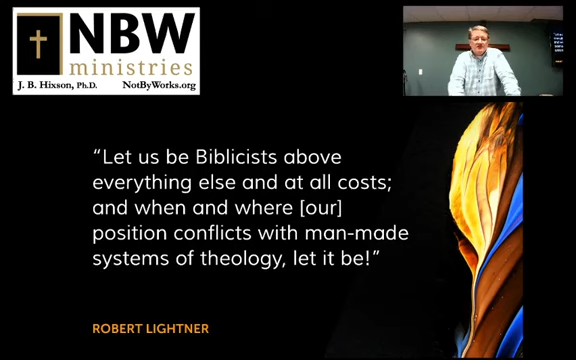 NBW
ministries
J. B. Hixson, Ph.D. NotByWorks.org
“Let us be Biblicists above
everything else and at all costs;
and when and where [our]
position conflicts with man-made
systems of theology, let it be!”
ROBERT LIGHTNER